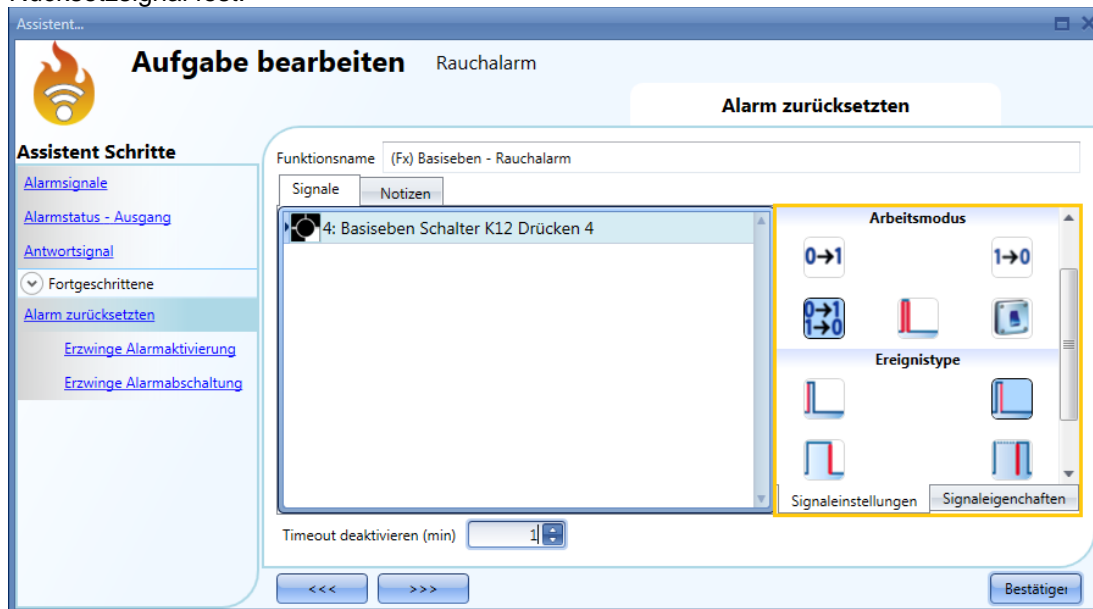 Rücksetzsignal fest.
Assistent...
Aufgabe bearbeiten Rauchalarm
Alarm zurücksetzten
Assistent Schritte
Alarmsignale
Alarmstatus - Ausgang
Antwortsignal
Fortgeschrittene
Alarm zurücksetzten
Erzwinge Alarmaktivierung
Erzwinge Alarmabschaltung
Funktionsname (Fx) Basiseben - Rauchalarm
Signale Notizen
4: Basiseben Schalter K12 Drücken 4
Arbeitsmodus
0→1 1→0
0→1
1→0
Ereignistype
Signaleinstellungen Signaleigenchaften
Timeout deaktivieren (min) 1
<<< >>> Bestätiger